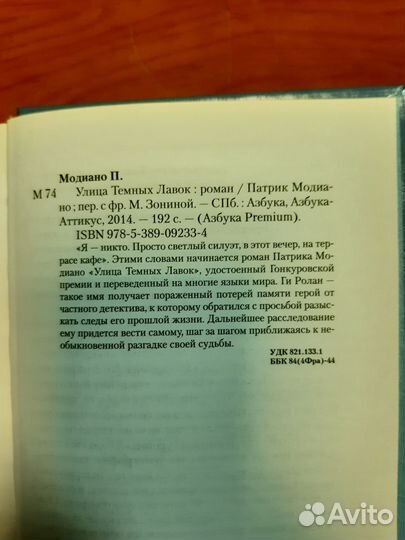 Модиано П.
М 74 Улица Темных Лавок : роман / Патрик Модиа-
но ; пер. с фр. М. Зониной. — СПб. : Азбука, Азбука-
Аттикус, 2014. — 192 с. — (Азбука Premium).
ISBN 978-5-389-09233-4
«Я — никто. Просто светлый силуэт, в этот вечер, на тер-
расе кафе». Этими словами начинается роман Патрика Мо-
диано «Улица Темных Лавок», удостоенный Гонкуровской
премии и переведенный на многие языки мира. Ги Ролан —
такое имя получает пораженный потерей памяти герой от
частного детектива, к которому обратился с просьбой разыс-
кать следы его прошлой жизни. Дальнейшее расследование
ему придется вести самому, шаг за шагом приближаясь к не-
обыкновенной разгадке своей судьбы.
УДК 821.133.1
ББК 84(4Фра)-44
Avito